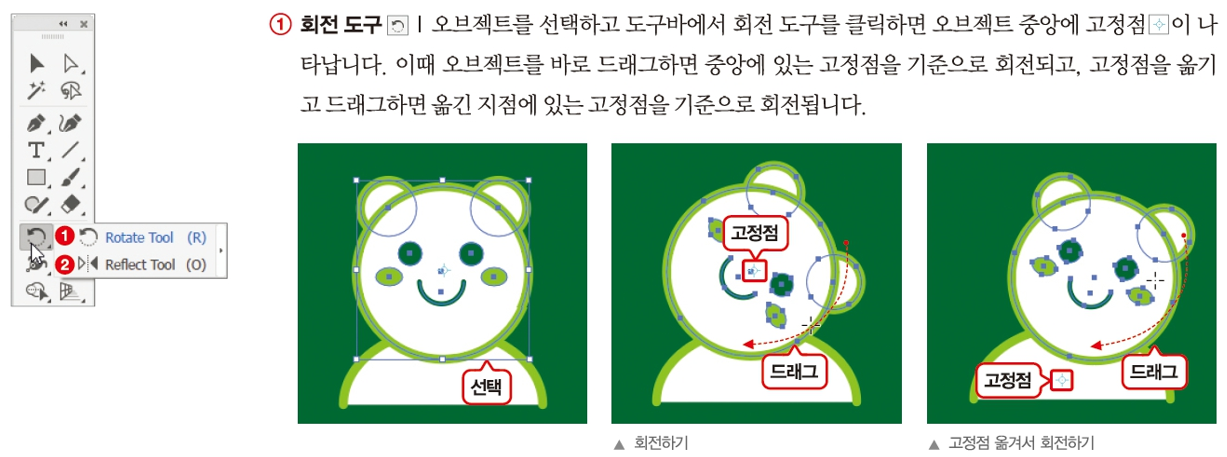 ① 회전 도구 | 오브젝트를 선택하고 도구바에서 회전 도구를 클릭하면 오브젝트 중앙에 고정점이 나
타납니다. 이때 오브젝트를 바로 드래그하면 중앙에 있는 고정점을 기준으로 회전되고, 고정점을 옮기
고 드래그하면 옮긴 지점에 있는 고정점을 기준으로 회전됩니다.
❶ Rotate Tool (R)
❷ Reflect Tool (O)
선택
고정점
드래그
고정점
드래그
▲ 회전하기
▲ 고정점 옮겨서 회전하기